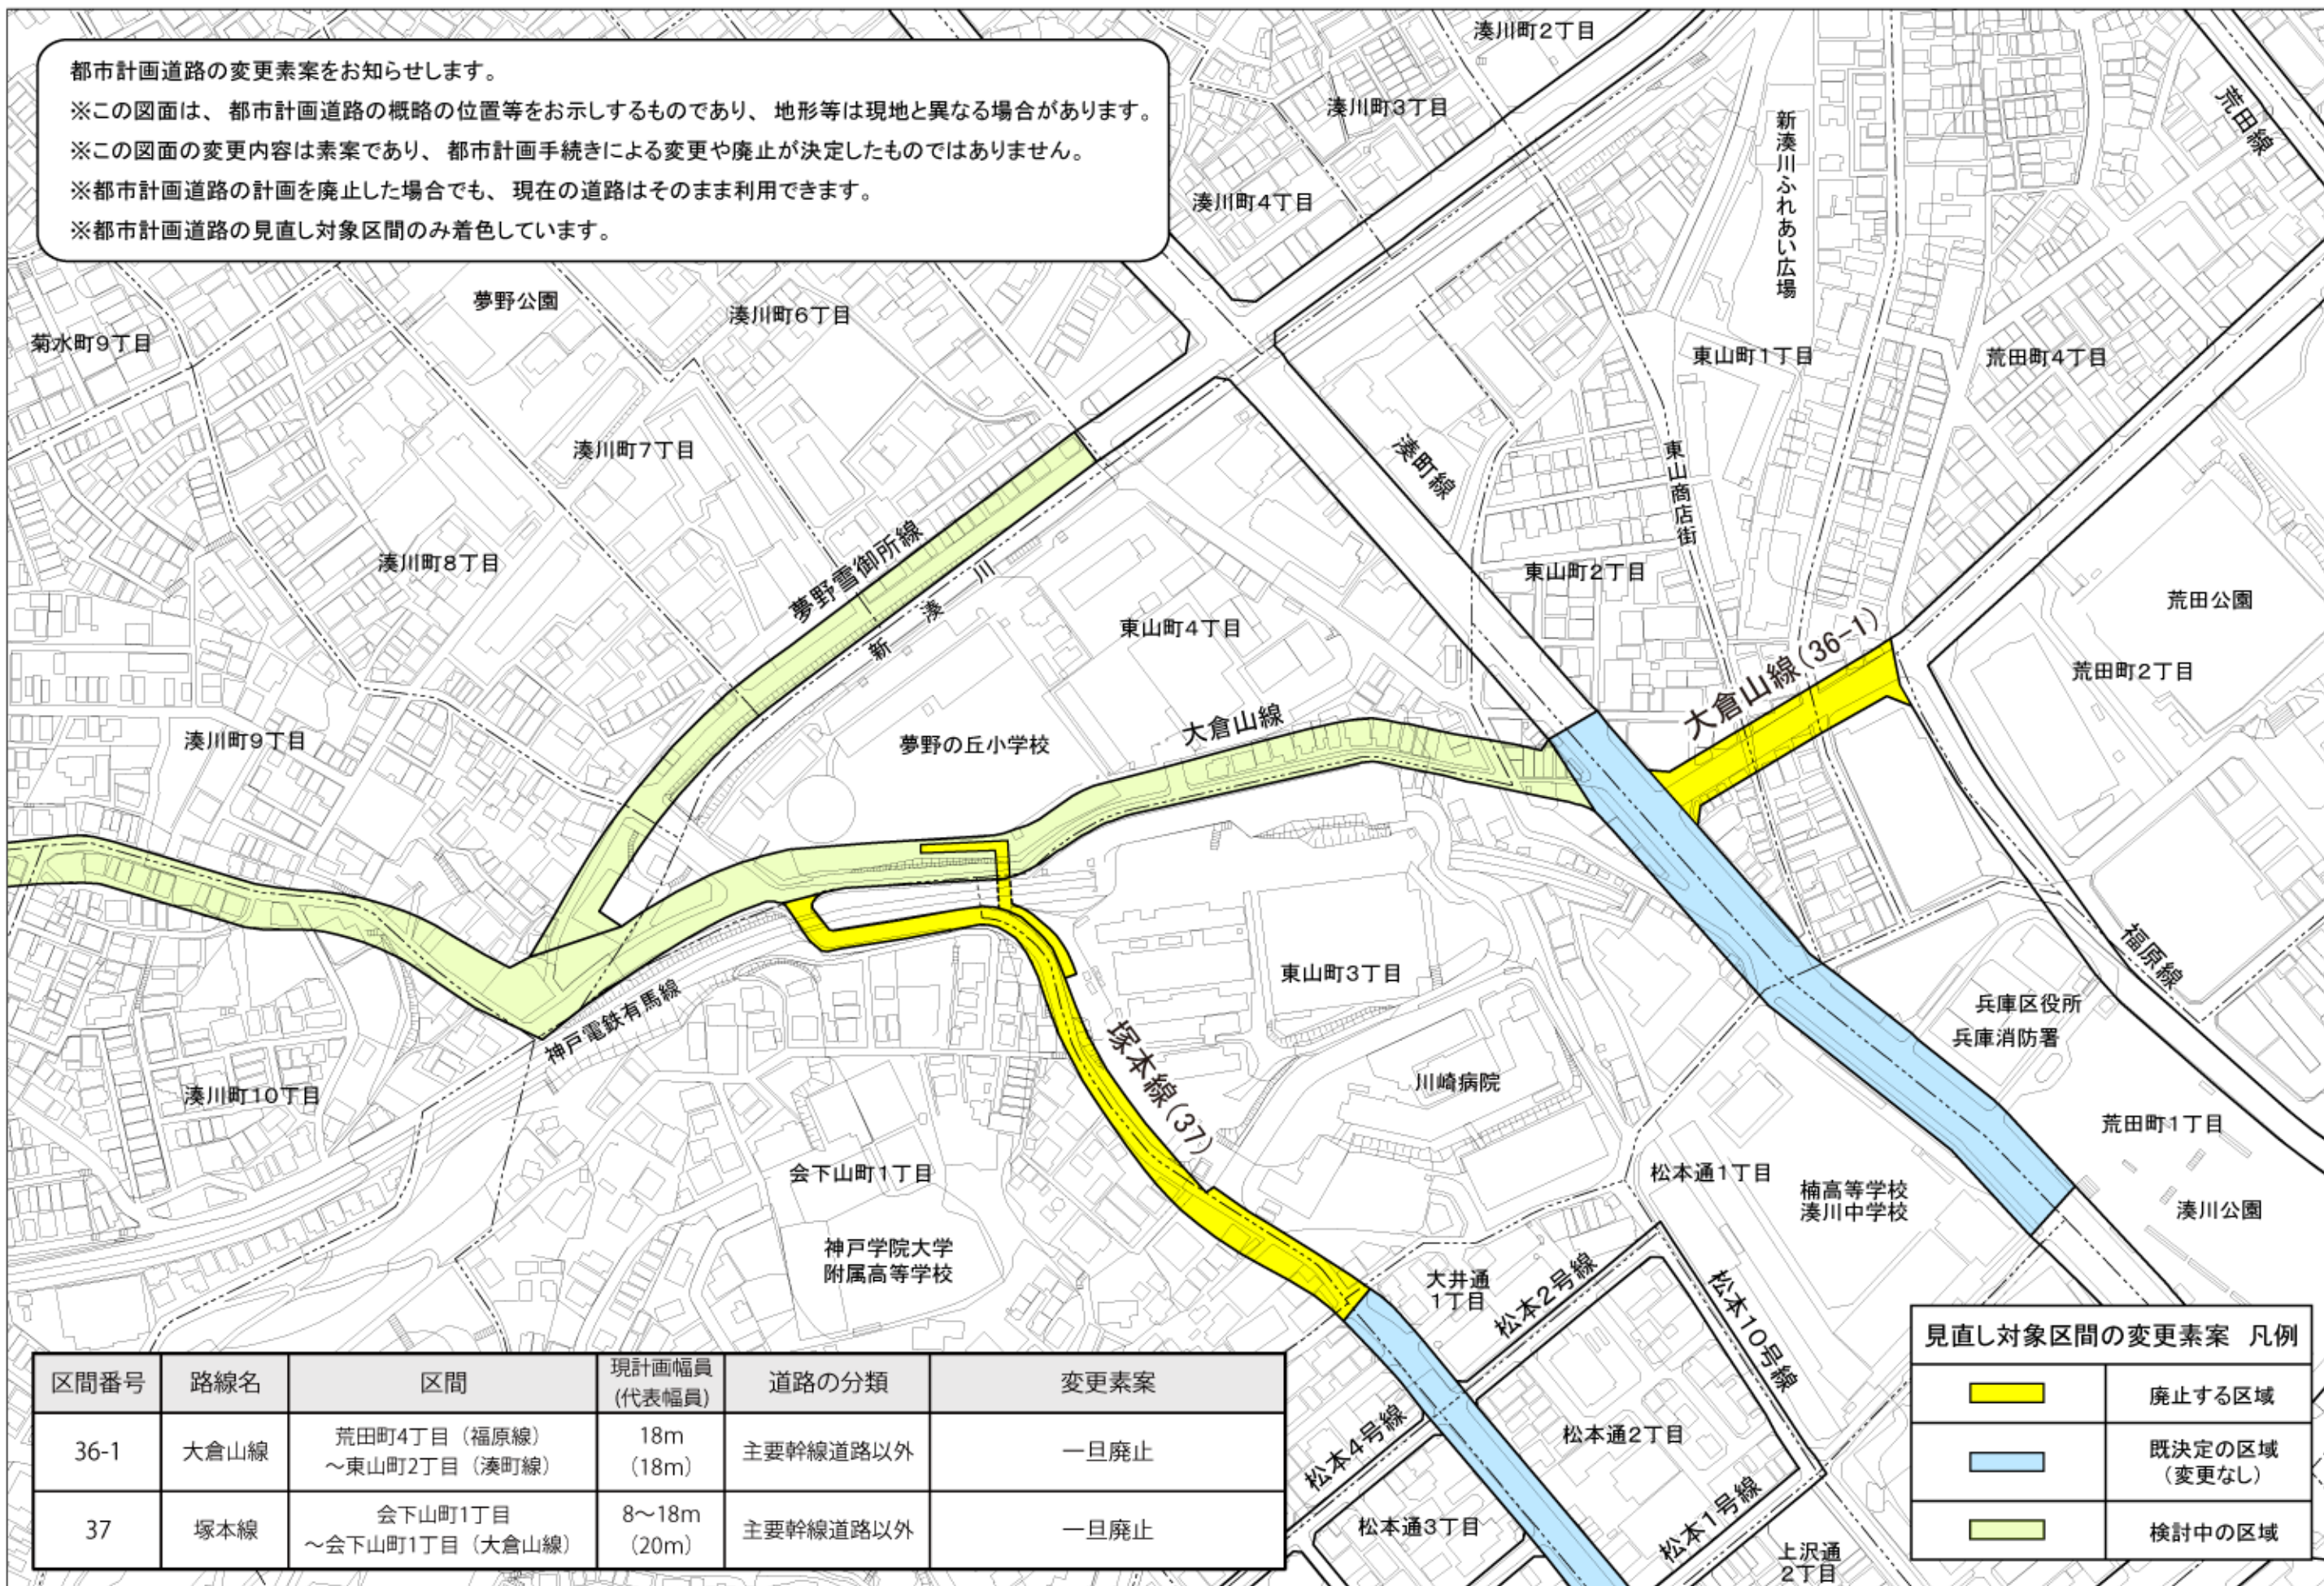 都市計画道路の変更素案をお知らせします。
※この図面は、都市計画道路の概略の位置等をお示しするものであり、地形等は現地と異なる場合があります。
※この図面の変更内容は素案であり、都市計画手続きによる変更や廃止が決定したものではありません。
※都市計画道路の計画を廃止した場合でも、現在の道路はそのまま利用できます。
※都市計画道路の見直し対象区間のみ着色しています。
湊川町2丁目
湊川町3丁目
湊川町4丁目
新湊川ふれあい広場
荒田線
夢野公園
湊川町6丁目
菊水町9丁目
東山町1丁目
荒田町4丁目
湊川町7丁目
湊町線
東山商店街
湊川町8丁目
夢野雪御所線
新湊川
東山町2丁目
荒田公園
東山町4丁目
大倉山線(36-1)
荒田町2丁目
湊川町9丁目
夢野の丘小学校
大倉山線
東山町3丁目
福原線
神戸電鉄有馬線
兵庫区役所
兵庫消防署
塚本線(37)
湊川町10丁目
川崎病院
荒田町1丁目
会下山町1丁目
松本通1丁目
楠高等学校
湊川中学校
湊川公園
神戸学院大学
附属高等学校
大井通
1丁目
松本2号線
松本10号線
松本4号線
松本通2丁目
松本通3丁目
松本1号線
上沢通
2丁目
区間番号 路線名 区間 現計画幅員 (代表幅員) 道路の分類 変更素案
36-1 大倉山線 荒田町4丁目（福原線） ～東山町2丁目（湊町線） 18m （18m） 主要幹線道路以外 一旦廃止
37 塚本線 会下山町1丁目 ～会下山町1丁目（大倉山線） 8～18m （20m） 主要幹線道路以外 一旦廃止
見直し対象区間の変更素案 凡例
廃止する区域
既決定の区域
（変更なし）
検討中の区域